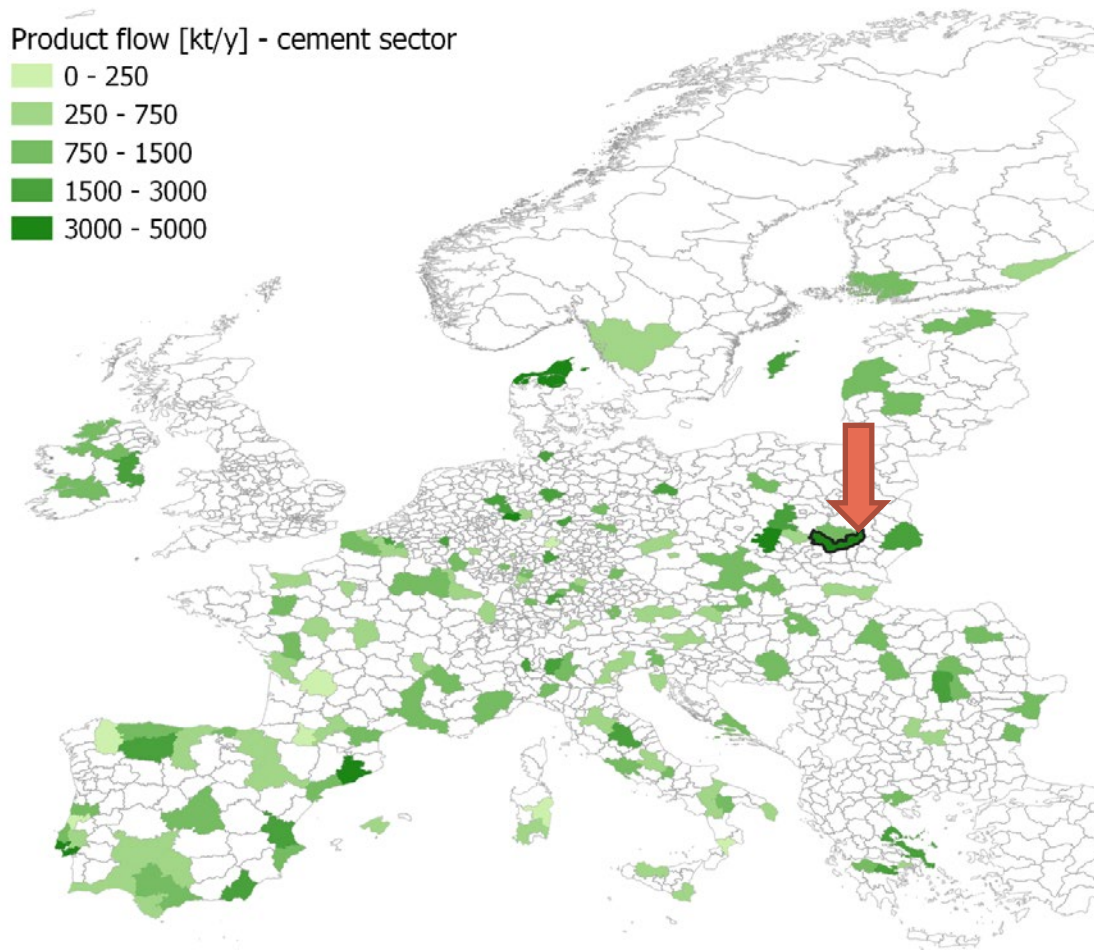 Product flow [kt/y] - cement sector
0 - 250
250 - 750
750 - 1500
1500 - 3000
3000 - 5000